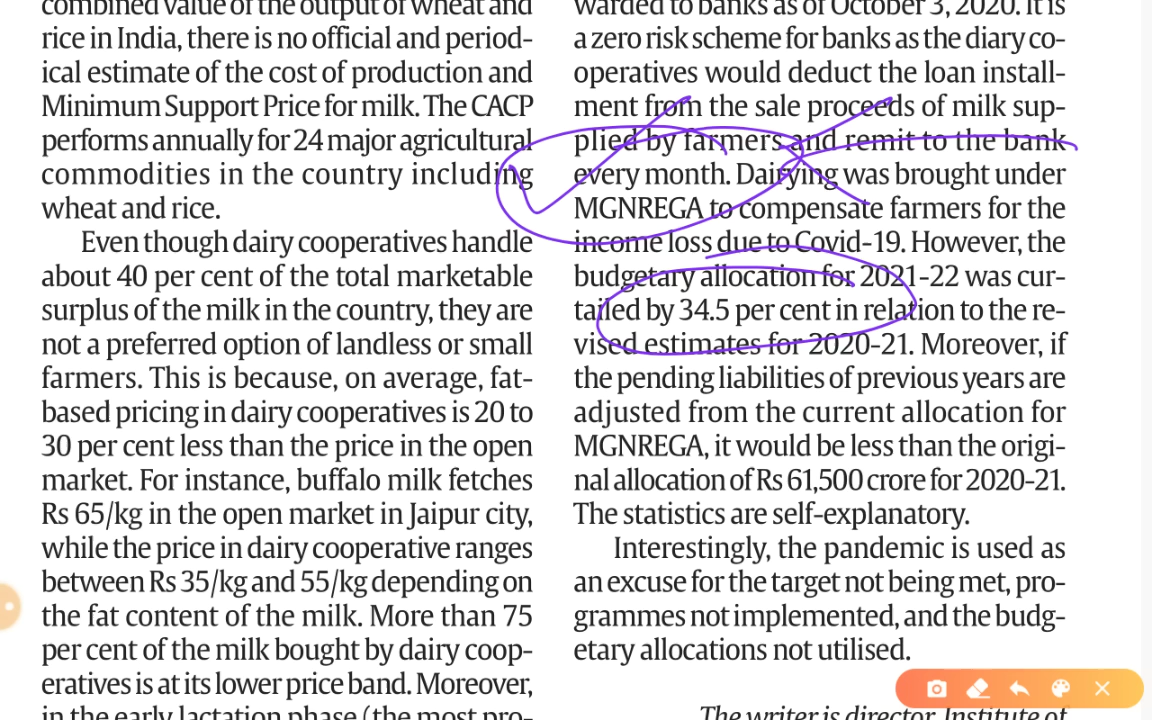 combined value of the output of wheat and
rice in India, there is no official and period-
ical estimate of the cost of production and
Minimum Support Price for milk. The CACP
performs annually for 24 major agricultural
commodities in the country including
wheat and rice.
Even though dairy cooperatives handle
about 40 per cent of the total marketable
surplus of the milk in the country, they are
not a preferred option of landless or small
farmers. This is because, on average, fat-
based pricing in dairy cooperatives is 20 to
30 per cent less than the price in the open
market. For instance, buffalo milk fetches
Rs 65/kg in the open market in Jaipur city,
while the price in dairy cooperative ranges
between Rs 35/kg and 55/kg depending on
the fat content of the milk. More than 75
per cent of the milk bought by dairy coop-
eratives is at its lower price band. Moreover,
in the early lactation phase (the most pro-
warded to banks as of October 3, 2020. It is
a zero risk scheme for banks as the diary co-
operatives would deduct the loan install-
ment from the sale proceeds of milk sup-
plied by farmers and remit to the bank
every month. Dairying was brought under
MGNREGA to compensate farmers for the
income loss due to Covid-19. However, the
budgetary allocation for 2021-22 was cur-
tailed by 34.5 per cent in relation to the re-
vised estimates for 2020-21. Moreover, if
the pending liabilities of previous years are
adjusted from the current allocation for
MGNREGA, it would be less than the origi-
nal allocation of Rs 61,500 crore for 2020-21.
The statistics are self-explanatory.
Interestingly, the pandemic is used as
an excuse for the target not being met, pro-
grammes not implemented, and the budg-
etary allocations not utilised.
The writer is director, Institute of